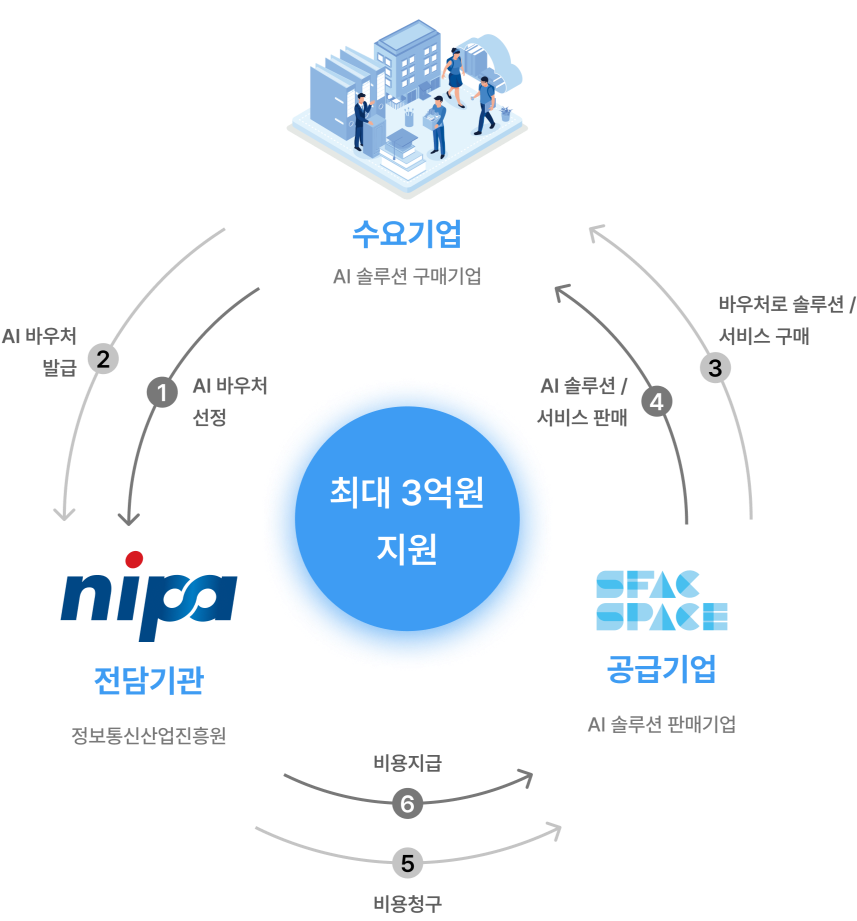 수요기업
AI 솔루션 구매기업
AI 바우처
발급
2
1
AI 바우처
선정
바우처로 솔루션 /
서비스 구매
3
AI 솔루션 /
서비스 판매
4
최대 3억원
지원
nipa
전담기관
정보통신산업진흥원
SFAC
SPACE
공급기업
AI 솔루션 판매기업
비용지급
6
5
비용청구